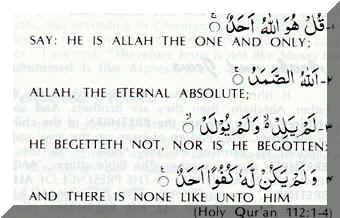 ١- قُلْ هُوَ اللّٰهُ اَحَدٌ ۚ
SAY: HE IS ALLAH THE ONE AND ONLY;
٢- اَللّٰهُ الصَّمَدُ ۚ
ALLAH, THE ETERNAL ABSOLUTE;
٣- لَمْ يَلِدْ ۙ وَلَمْ يُوْلَدْ ۙ
HE BEGETTETH NOT, NOR IS HE BEGOTTEN;
٤- وَلَمْ يَكُنْ لَّهٗ كُفُوًا اَحَدٌ ۚ
AND THERE IS NONE LIKE UNTO HIM
(Holy Qur'an 112:1-4)